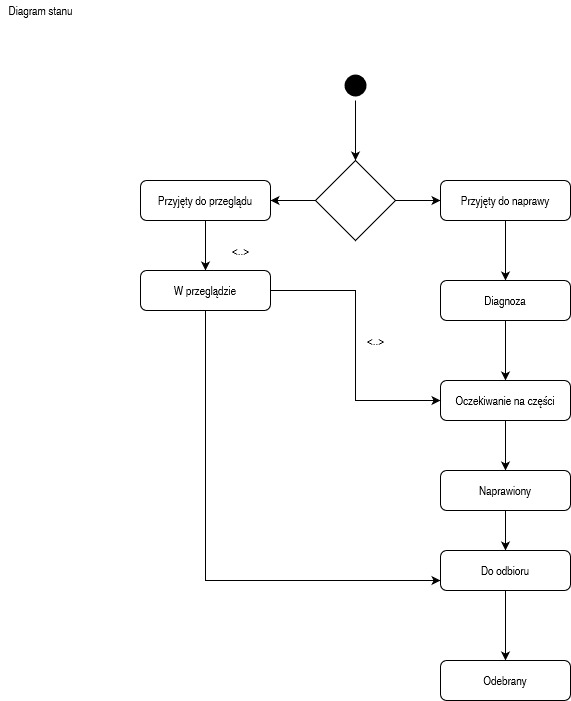 Diagram stanu
Przyjęty do przeglądu
Przyjęty do naprawy
<..>
W przeglądzie
Diagnoza
<..>
Oczekiwanie na części
Naprawiony
Do odbioru
Odebrany